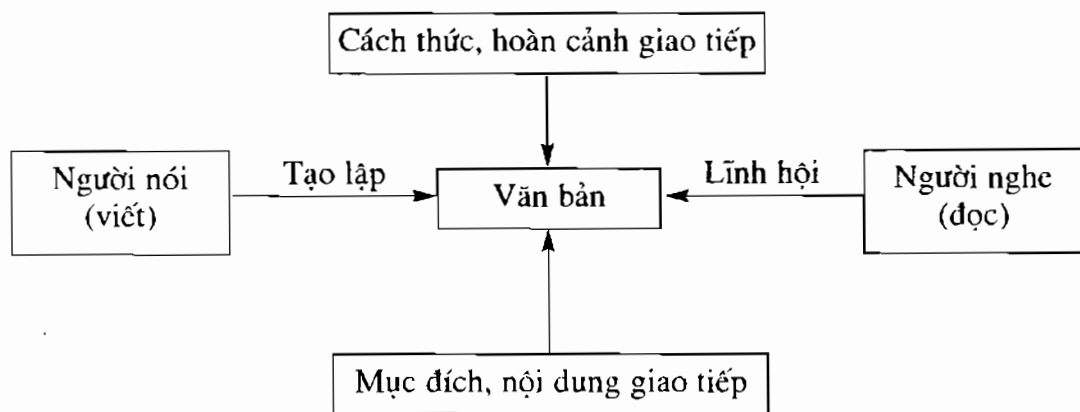 Cách thức, hoàn cảnh giao tiếp
Người nói
(viết)
Tạo lập
Văn bản
Lĩnh hội
Người nghe
(đọc)
Mục đích, nội dung giao tiếp